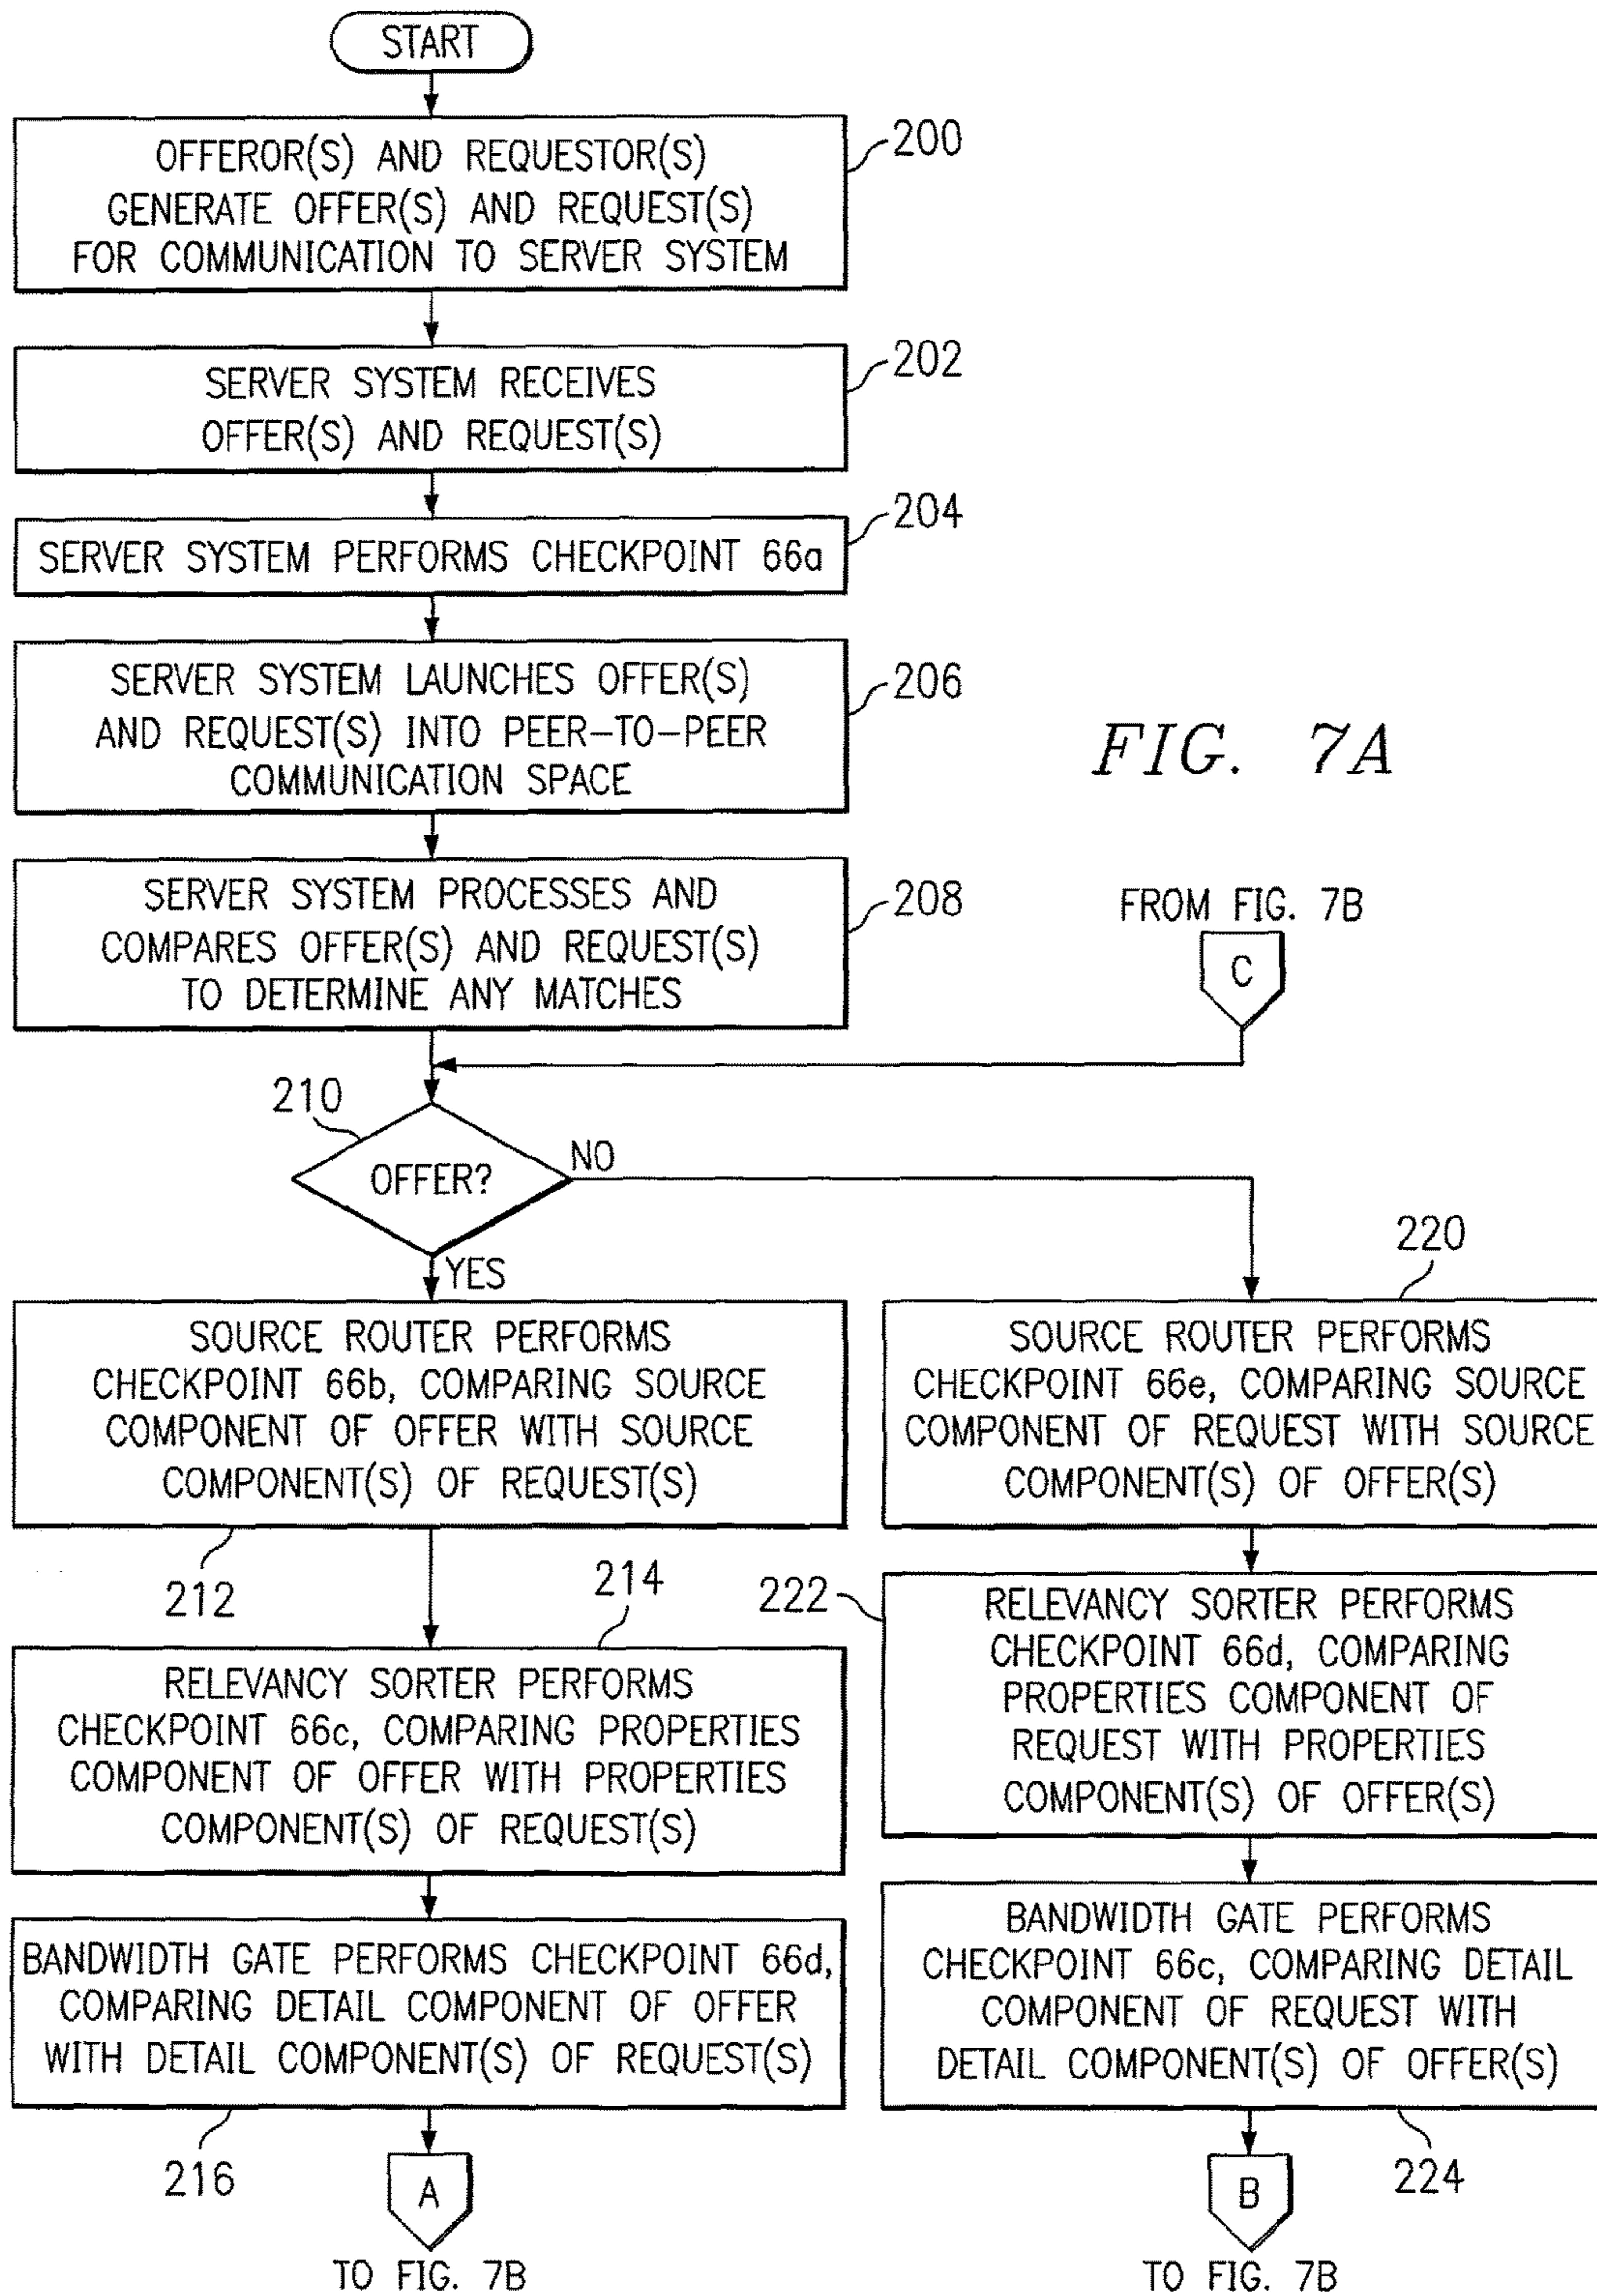 START
OFFEROR(S) AND REQUESTOR(S)
GENERATE OFFER(S) AND REQUEST(S)
FOR COMMUNICATION TO SERVER SYSTEM
200
SERVER SYSTEM RECEIVES
OFFER(S) AND REQUEST(S)
202
SERVER SYSTEM PERFORMS CHECKPOINT 66a
204
SERVER SYSTEM LAUNCHES OFFER(S)
AND REQUEST(S) INTO PEER-TO-PEER
COMMUNICATION SPACE
206
FIG. 7A
SERVER SYSTEM PROCESSES AND
COMPARES OFFER(S) AND REQUEST(S)
TO DETERMINE ANY MATCHES
208
FROM FIG. 7B
C
210
OFFER?
NO
YES
SOURCE ROUTER PERFORMS
CHECKPOINT 66b, COMPARING SOURCE
COMPONENT OF OFFER WITH SOURCE
COMPONENT(S) OF REQUEST(S)
212
220
SOURCE ROUTER PERFORMS
CHECKPOINT 66e, COMPARING SOURCE
COMPONENT OF REQUEST WITH SOURCE
COMPONENT(S) OF OFFER(S)
214
RELEVANCY SORTER PERFORMS
CHECKPOINT 66c, COMPARING PROPERTIES
COMPONENT OF OFFER WITH PROPERTIES
COMPONENT(S) OF REQUEST(S)
222
RELEVANCY SORTER PERFORMS
CHECKPOINT 66d, COMPARING
PROPERTIES COMPONENT OF
REQUEST WITH PROPERTIES
COMPONENT(S) OF OFFER(S)
BANDWIDTH GATE PERFORMS CHECKPOINT 66d,
COMPARING DETAIL COMPONENT OF OFFER
WITH DETAIL COMPONENT(S) OF REQUEST(S)
216
BANDWIDTH GATE PERFORMS
CHECKPOINT 66c, COMPARING DETAIL
COMPONENT OF REQUEST WITH
DETAIL COMPONENT(S) OF OFFER(S)
224
A
TO FIG. 7B
B
TO FIG. 7B